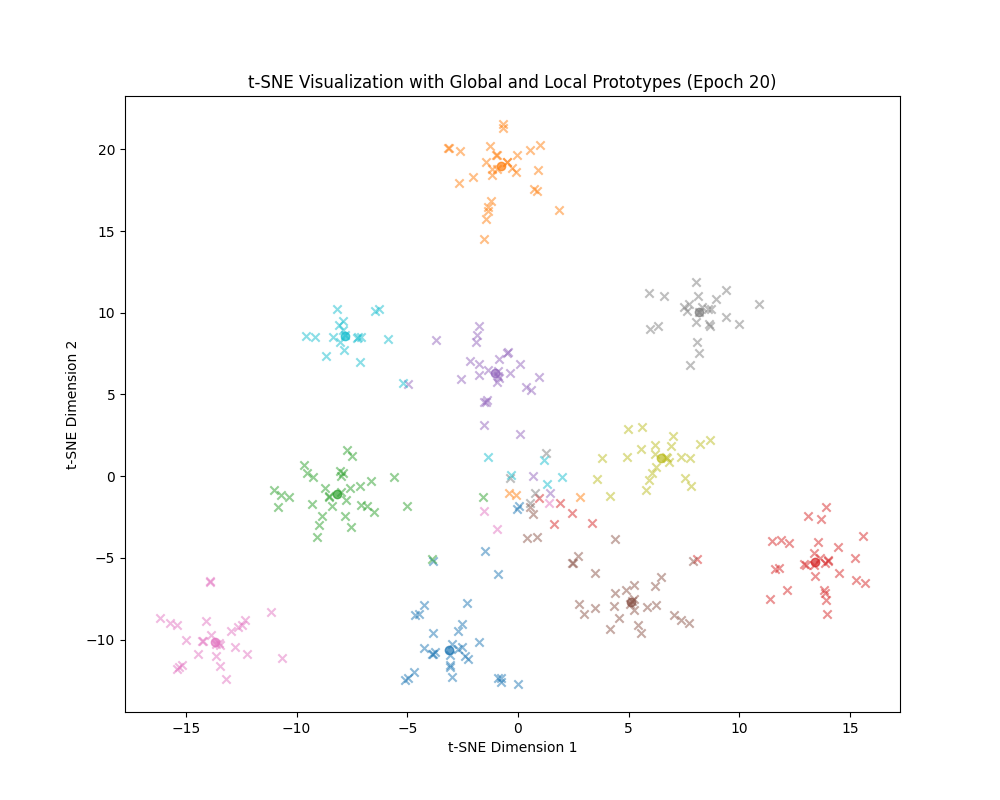 t-SNE Visualization with Global and Local Prototypes (Epoch 20)
20
15
10
5
0
−5
−10
t-SNE Dimension 2
−15 −10 −5 0 5 10 15
t-SNE Dimension 1